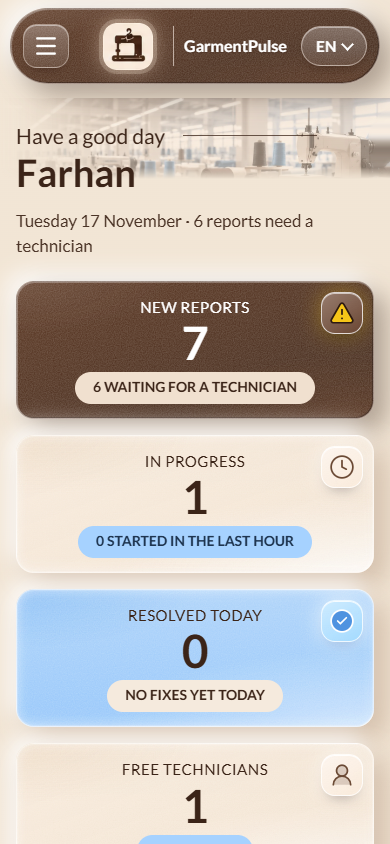 GarmentPulse
EN
Have a good day
Farhan
Tuesday 17 November · 6 reports need a
technician
NEW REPORTS
7
6 WAITING FOR A TECHNICIAN
IN PROGRESS
1
0 STARTED IN THE LAST HOUR
RESOLVED TODAY
0
NO FIXES YET TODAY
FREE TECHNICIANS
1